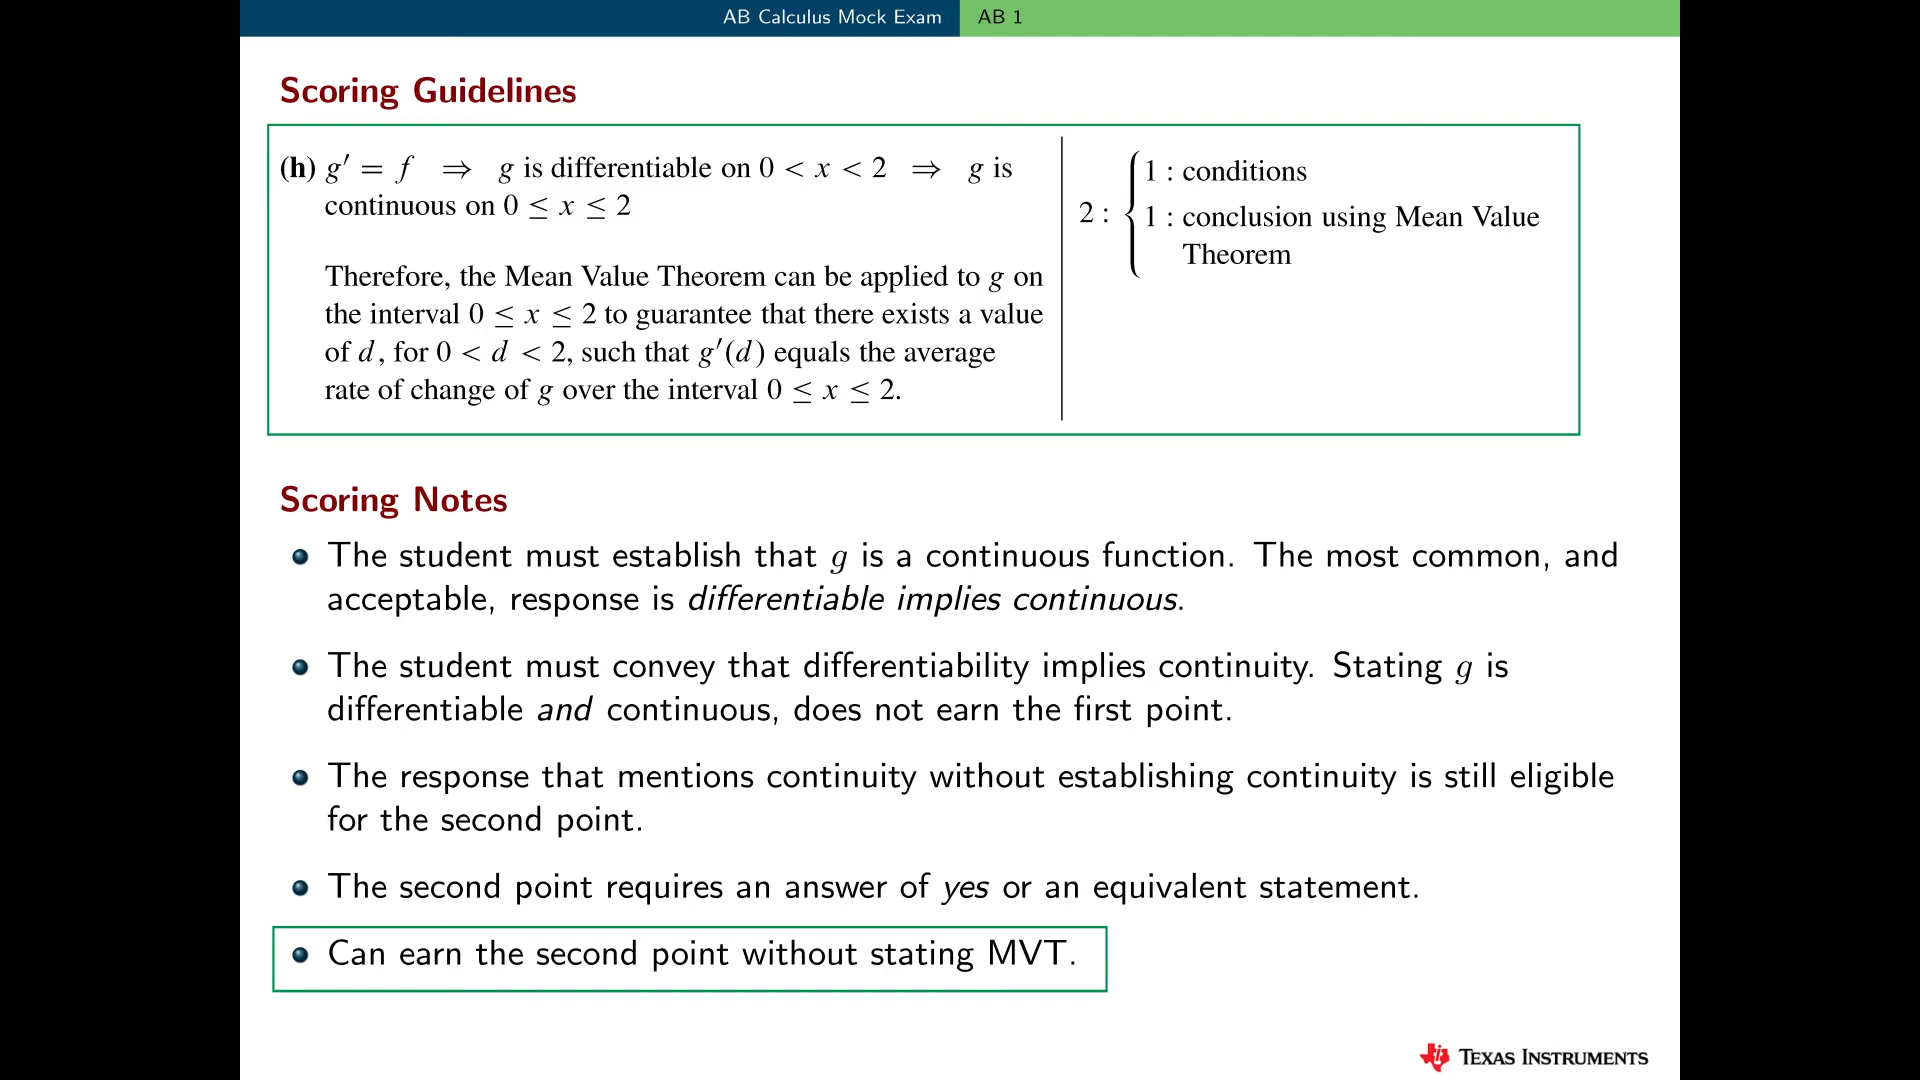 AB Calculus Mock Exam AB 1
Scoring Guidelines
(h) g′ = f ⇒ g is differentiable on 0 < x < 2 ⇒ g is
continuous on 0 ≤ x ≤ 2
Therefore, the Mean Value Theorem can be applied to g on
the interval 0 ≤ x ≤ 2 to guarantee that there exists a value
of d, for 0 < d < 2, such that g′(d) equals the average
rate of change of g over the interval 0 ≤ x ≤ 2.
1 : conditions
2 : { 1 : conclusion using Mean Value
Theorem
Scoring Notes
• The student must establish that g is a continuous function. The most common, and
acceptable, response is differentiable implies continuous.
• The student must convey that differentiability implies continuity. Stating g is
differentiable and continuous, does not earn the first point.
• The response that mentions continuity without establishing continuity is still eligible
for the second point.
• The second point requires an answer of yes or an equivalent statement.
• Can earn the second point without stating MVT.
TEXAS INSTRUMENTS